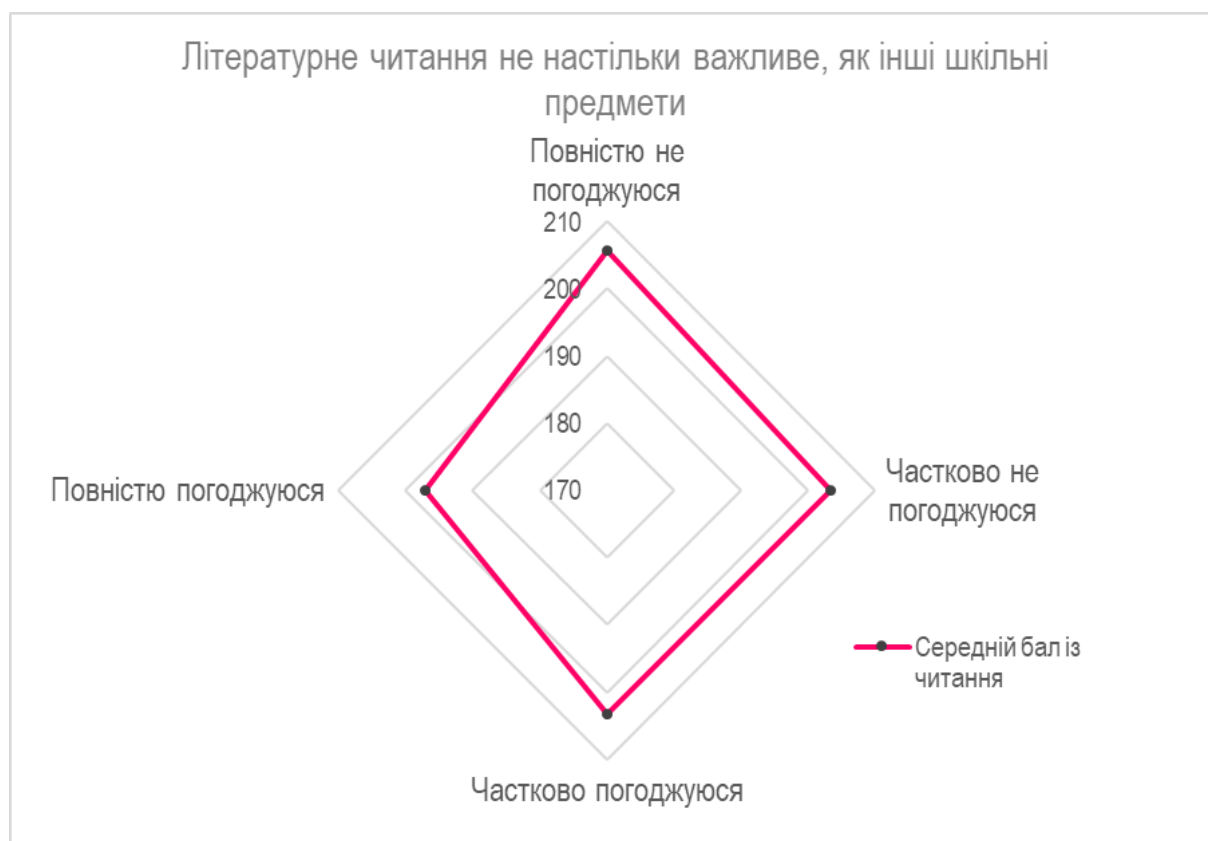 Літературне читання не настільки важливе, як інші шкільні
предмети
Повністю не
погоджуюся
210
200
190
180
170
Частково не
погоджуюся
Повністю погоджуюся
Середній бал із
читання
Частково погоджуюся